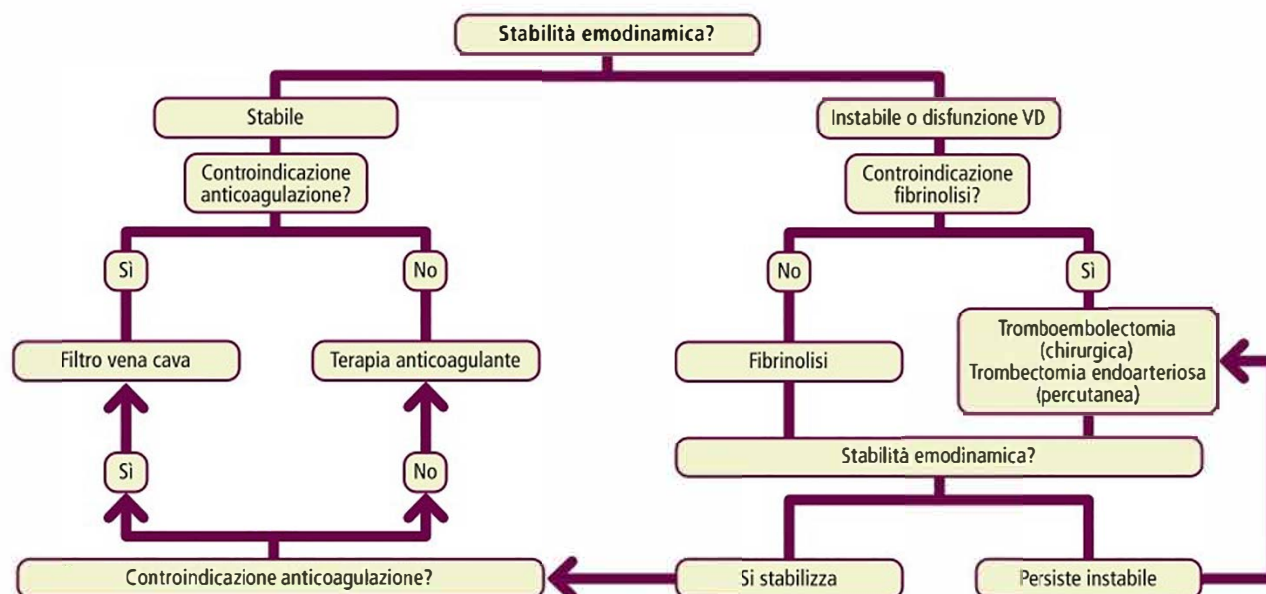 Stabilità emodinamica?
Stabile
Instabile o disfunzione VD
Controindicazione
anticoagulazione?
Controindicazione
fibrinolisi?
Sì
No
No
Sì
Filtro vena cava
Terapia anticoagulante
Fibrinolisi
Tromboembolectomia
(chirurgica)
Trombectomia endoarteriosa
(percutanea)
Stabilità emodinamica?
Sì
No
Controindicazione anticoagulazione?
Si stabilizza
Persiste instabile